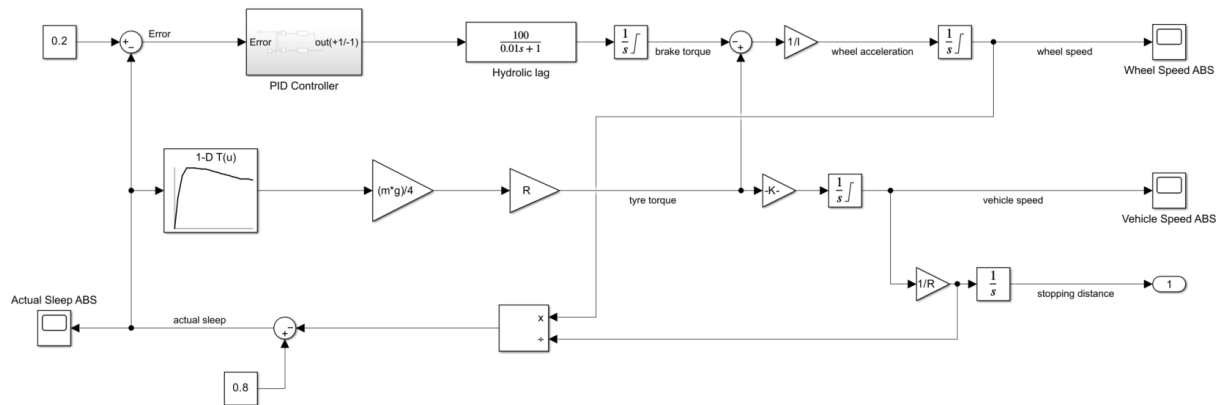 0.2
+
−
Error
Error
out(+1/-1)
PID Controller
100
0.01s + 1
Hydrolic lag
1
s
brake torque
−
+
1/I
wheel acceleration
1
s
wheel speed
Wheel Speed ABS
1-D T(u)
(m*g)/4
R
tyre torque
-K-
1
s
vehicle speed
Vehicle Speed ABS
1/R
1
s
stopping distance
1
Actual Sleep ABS
actual sleep
−
+
x
÷
0.8